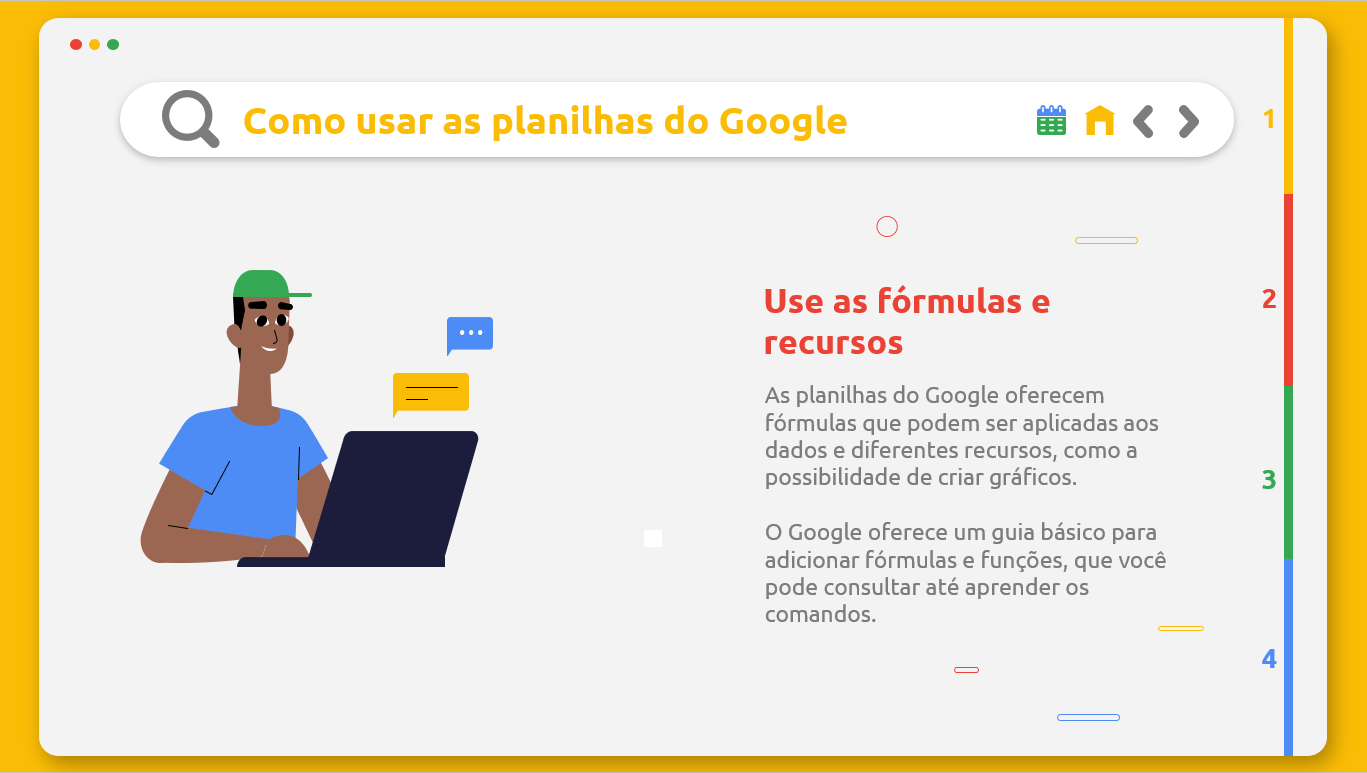 Como usar as planilhas do Google
1
Use as fórmulas e
recursos
2
As planilhas do Google oferecem
fórmulas que podem ser aplicadas aos
dados e diferentes recursos, como a
possibilidade de criar gráficos.
3
O Google oferece um guia básico para
adicionar fórmulas e funções, que você
pode consultar até aprender os
comandos.
4